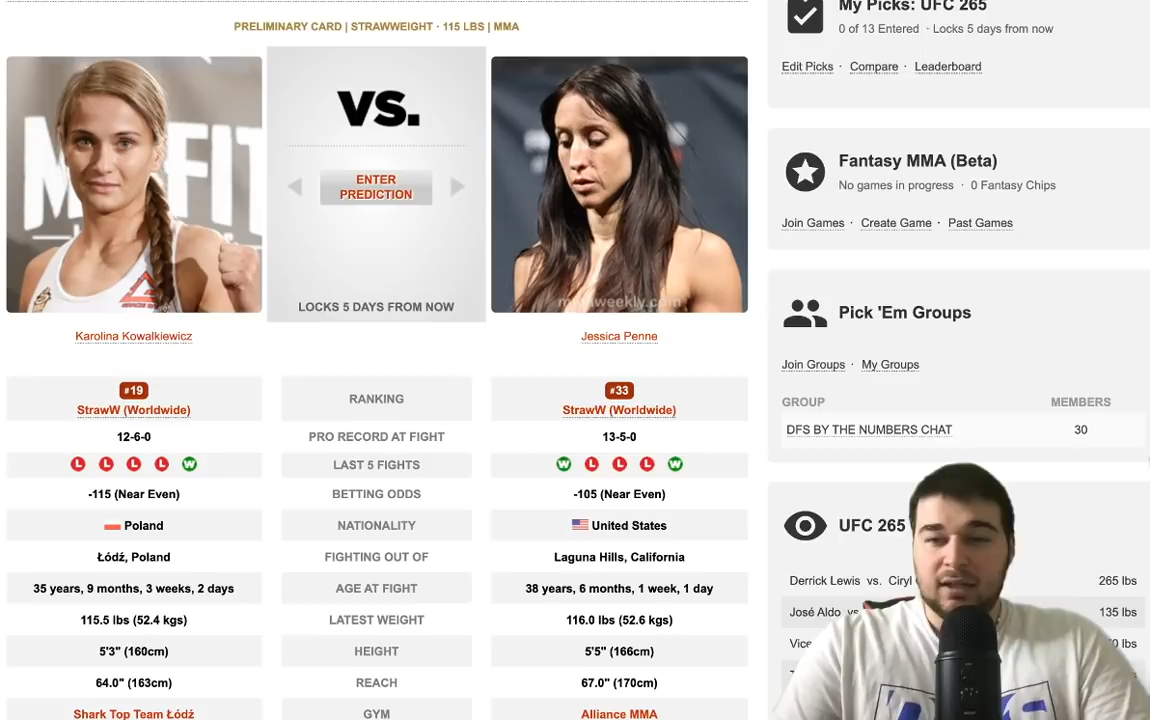 PRELIMINARY CARD | STRAWWEIGHT · 115 LBS | MMA
VS.
ENTER
PREDICTION
LOCKS 5 DAYS FROM NOW
mmaweekly.com
Karolina Kowalkiewicz
Jessica Penne
#19 #33
StrawW (Worldwide) RANKING StrawW (Worldwide)
12-6-0 PRO RECORD AT FIGHT 13-5-0
L L L L W LAST 5 FIGHTS W L L L W
-115 (Near Even) BETTING ODDS -105 (Near Even)
Poland NATIONALITY United States
Łódź, Poland FIGHTING OUT OF Laguna Hills, California
35 years, 9 months, 3 weeks, 2 days AGE AT FIGHT 38 years, 6 months, 1 week, 1 day
115.5 lbs (52.4 kgs) LATEST WEIGHT 116.0 lbs (52.6 kgs)
5'3" (160cm) HEIGHT 5'5" (166cm)
64.0" (163cm) REACH 67.0" (170cm)
Shark Top Team Łódź GYM Alliance MMA
My Picks: UFC 265
0 of 13 Entered · Locks 5 days from now
Edit Picks · Compare · Leaderboard
Fantasy MMA (Beta)
No games in progress · 0 Fantasy Chips
Join Games · Create Game · Past Games
Pick 'Em Groups
Join Groups · My Groups
GROUP MEMBERS
DFS BY THE NUMBERS CHAT 30
UFC 265
Derrick Lewis vs. Ciryl 265 lbs
José Aldo vs 135 lbs
lbs